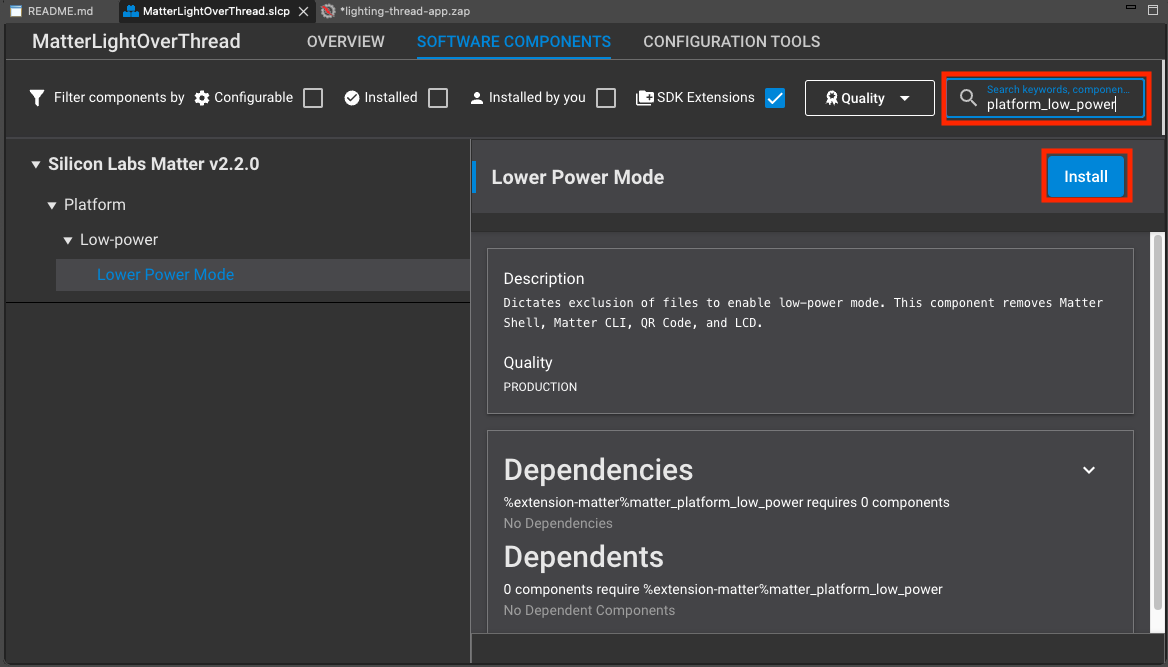 README.md
MatterLightOverThread.slcp
*lighting-thread-app.zap
MatterLightOverThread
OVERVIEW
SOFTWARE COMPONENTS
CONFIGURATION TOOLS
Filter components by
Configurable
Installed
Installed by you
SDK Extensions
Quality
Search keywords, componen...
platform_low_power
Silicon Labs Matter v2.2.0
Platform
Low-power
Lower Power Mode
Lower Power Mode
Install
Description
Dictates exclusion of files to enable low-power mode. This component removes Matter
Shell, Matter CLI, QR Code, and LCD.
Quality
PRODUCTION
Dependencies
%extension-matter%matter_platform_low_power requires 0 components
No Dependencies
Dependents
0 components require %extension-matter%matter_platform_low_power
No Dependent Components